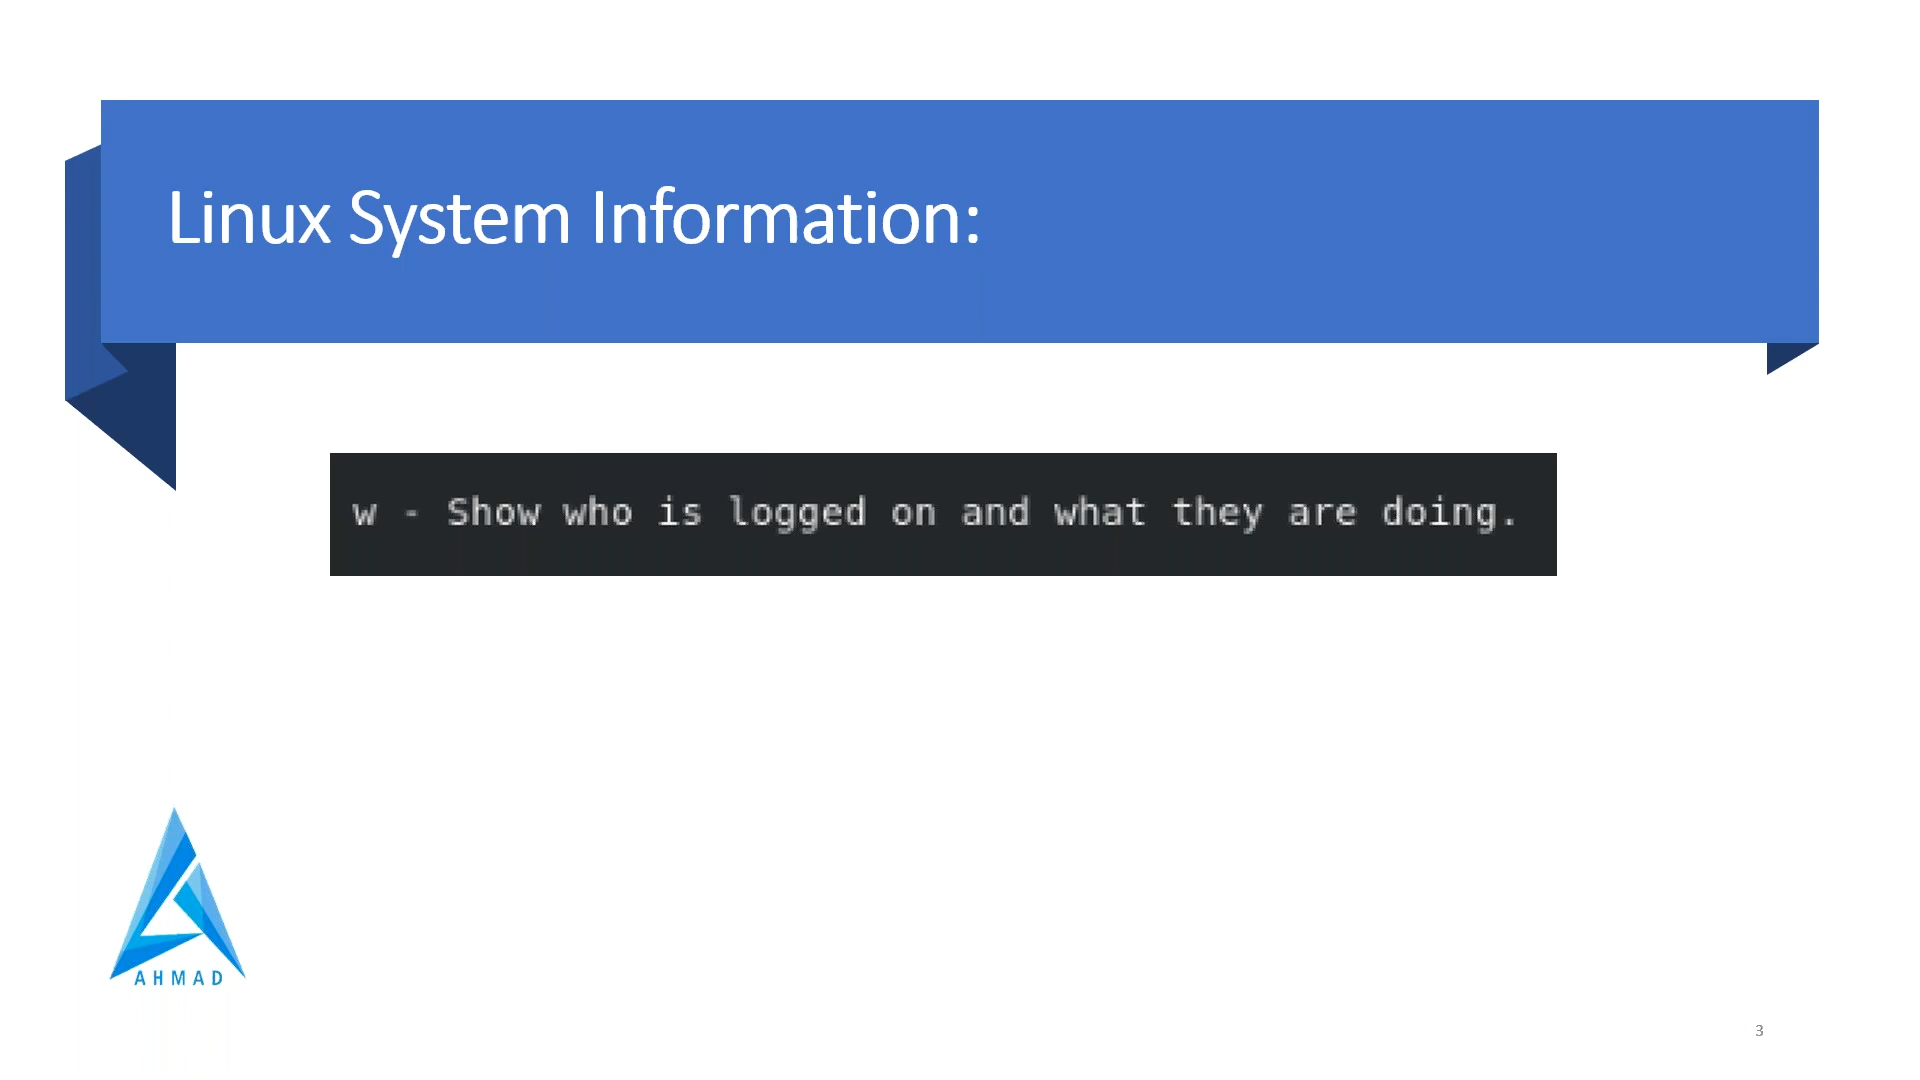 Linux System Information:
w - Show who is logged on and what they are doing.
AHMAD
3